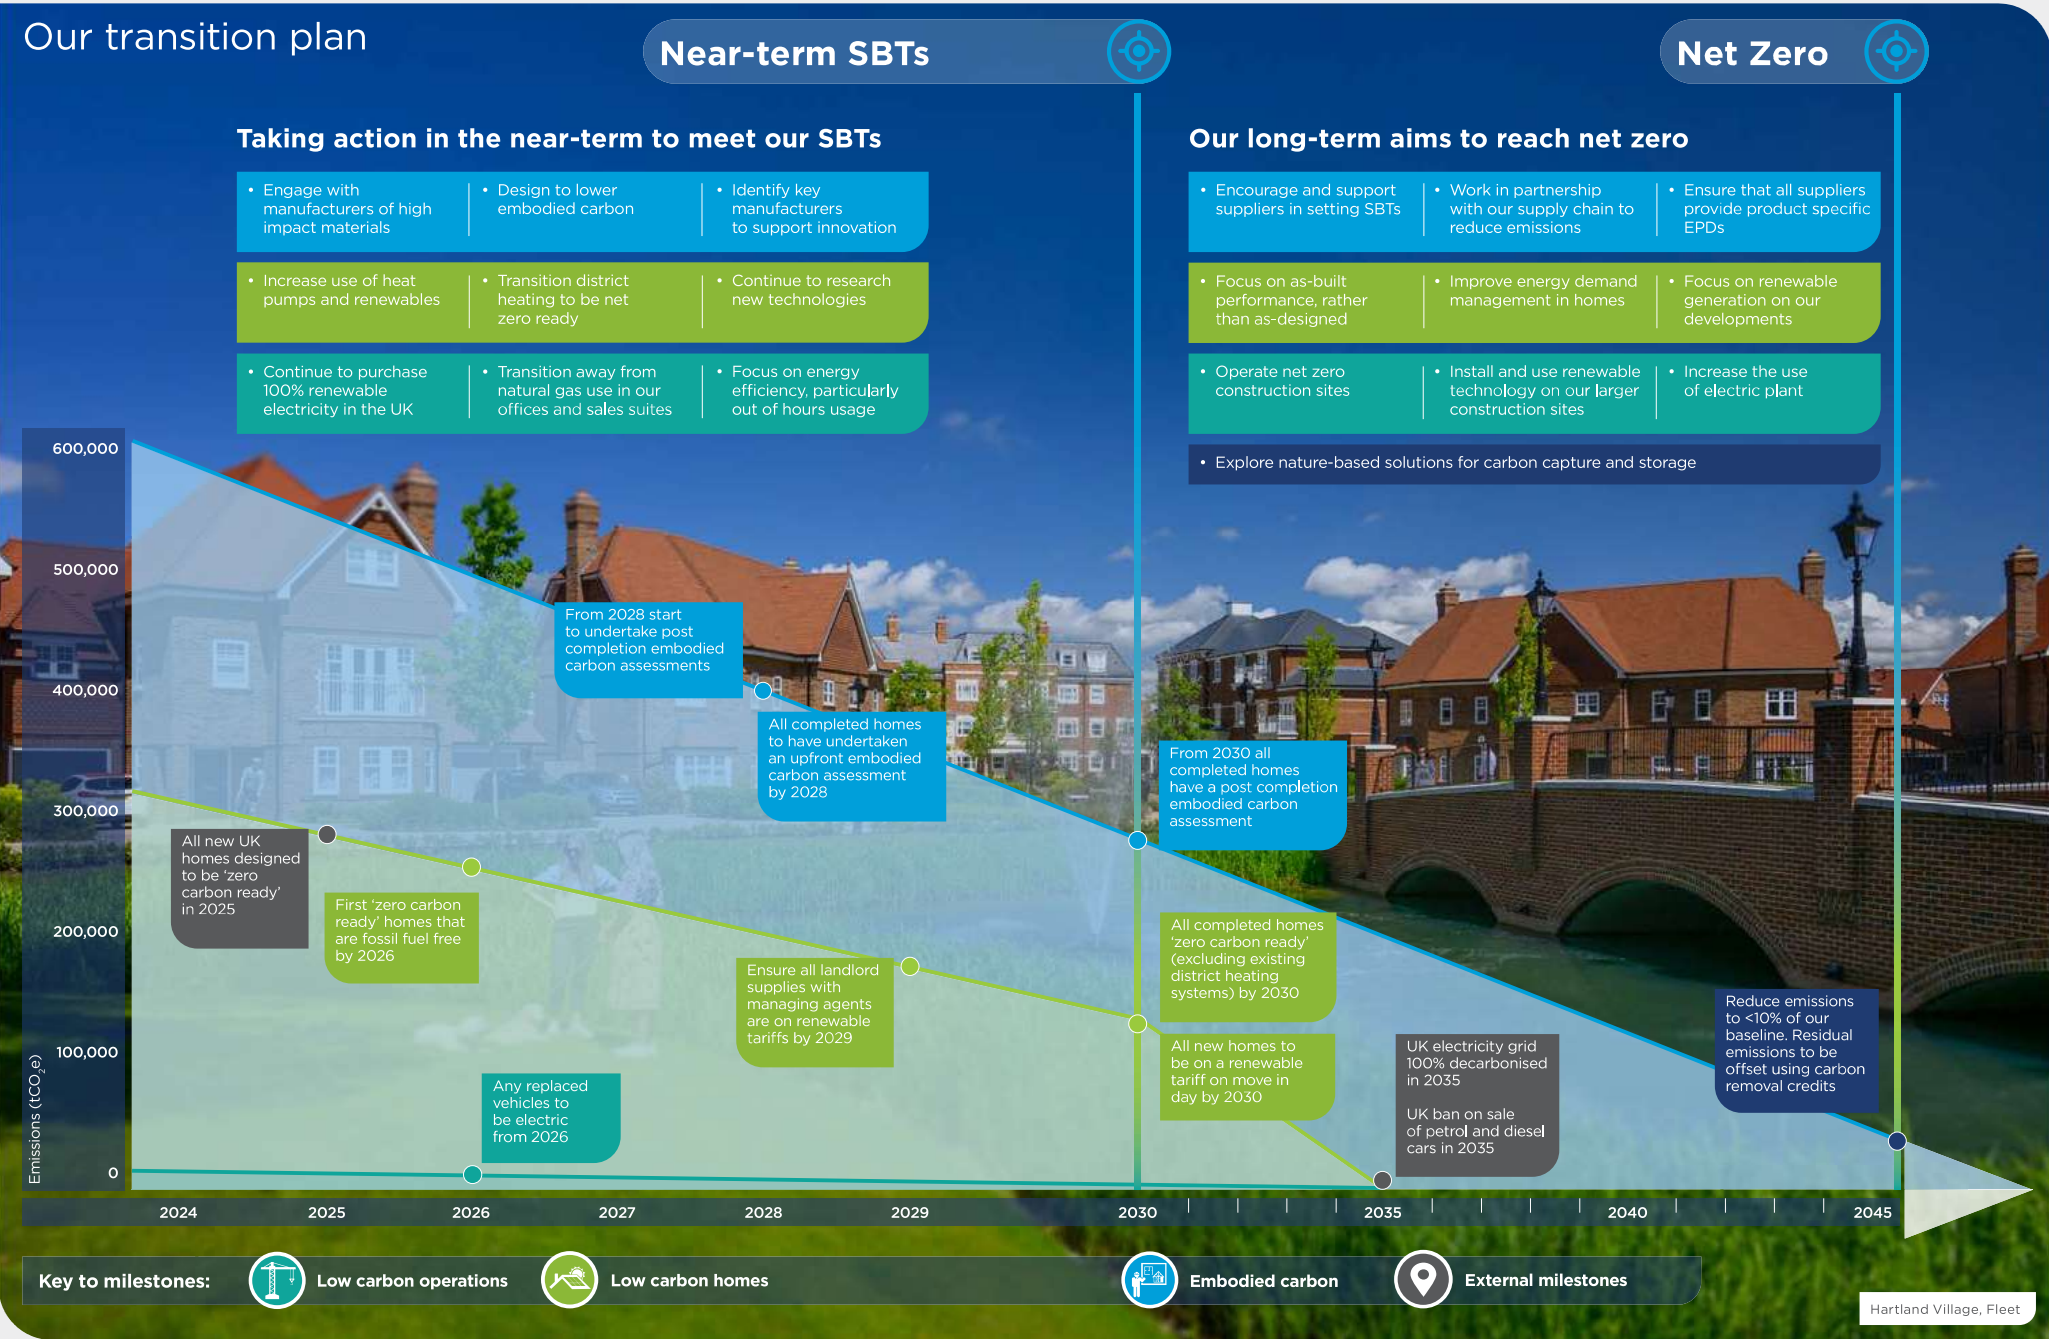 Our transition plan
Near-term SBTs
Net Zero
Taking action in the near-term to meet our SBTs
• Engage with
manufacturers of high
impact materials
• Design to lower
embodied carbon
• Identify key
manufacturers
to support innovation
• Increase use of heat
pumps and renewables
• Transition district
heating to be net
zero ready
• Continue to research
new technologies
• Continue to purchase
100% renewable
electricity in the UK
• Transition away from
natural gas use in our
offices and sales suites
• Focus on energy
efficiency, particularly
out of hours usage
Our long-term aims to reach net zero
• Encourage and support
suppliers in setting SBTs
• Work in partnership
with our supply chain to
reduce emissions
• Ensure that all suppliers
provide product specific
EPDs
• Focus on as-built
performance, rather
than as-designed
• Improve energy demand
management in homes
• Focus on renewable
generation on our
developments
• Operate net zero
construction sites
• Install and use renewable
technology on our larger
construction sites
• Increase the use
of electric plant
• Explore nature-based solutions for carbon capture and storage
600,000
500,000
400,000
300,000
200,000
100,000
0
Emissions (tCO₂e)
From 2028 start
to undertake post
completion embodied
carbon assessments
All completed homes
to have undertaken
an upfront embodied
carbon assessment
by 2028
From 2030 all
completed homes
have a post completion
embodied carbon
assessment
All new UK
homes designed
to be ‘zero
carbon ready’
in 2025
First ‘zero carbon
ready’ homes that
are fossil fuel free
by 2026
Ensure all landlord
supplies with
managing agents
are on renewable
tariffs by 2029
All completed homes
‘zero carbon ready’
(excluding existing
district heating
systems) by 2030
All new homes to
be on a renewable
tariff on move in
day by 2030
Any replaced
vehicles to
be electric
from 2026
UK electricity grid
100% decarbonised
in 2035
UK ban on sale
of petrol and diesel
cars in 2035
Reduce emissions
to <10% of our
baseline. Residual
emissions to be
offset using carbon
removal credits
2024
2025
2026
2027
2028
2029
2030
2035
2040
2045
Key to milestones:
Low carbon operations
Low carbon homes
Embodied carbon
External milestones
Hartland Village, Fleet